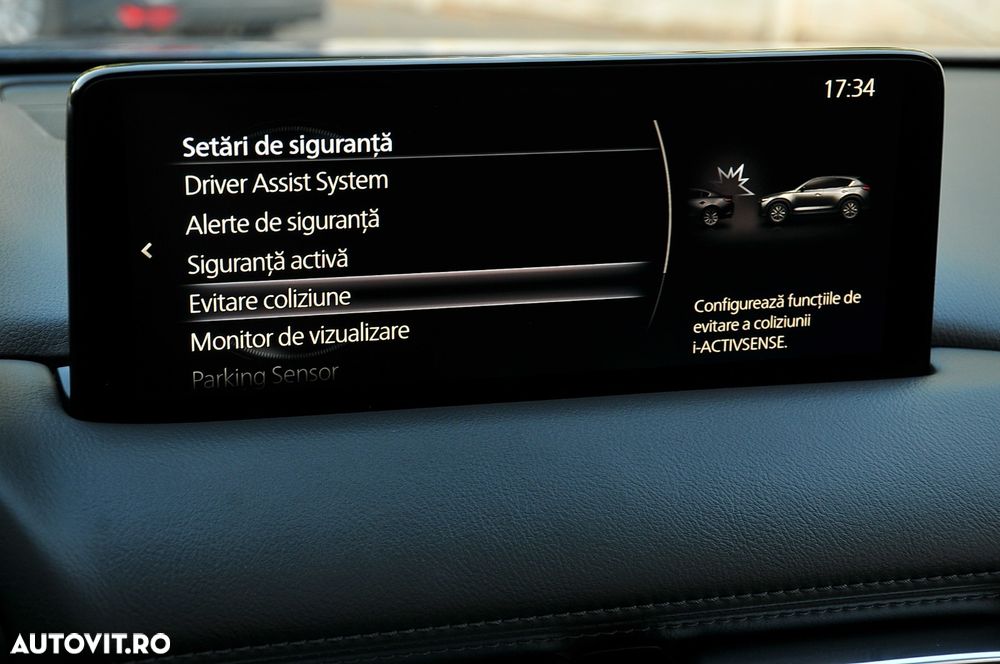 17:34
Setări de siguranță
Driver Assist System
Alerte de siguranță
Siguranță activă
Evitare coliziune
Monitor de vizualizare
Parking Sensor
Configurează funcțiile de
evitare a coliziunii
i-ACTIVSENSE.
AUTOVIT.RO